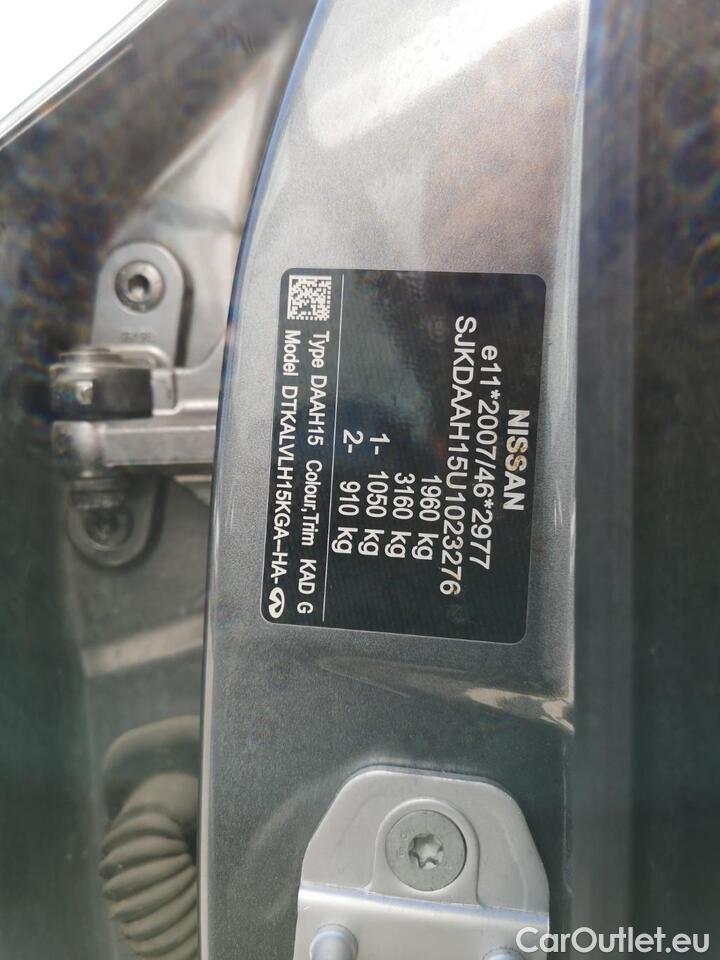 NISSAN
e11*2007/46*2977
SJKDAAH15U1023276
1960 kg
3160 kg
1- 1050 kg
2- 910 kg
Type DAAH15 Colour,Trim KAD G
Model DTKALVLH15KGA--HA-
CarOutlet.eu